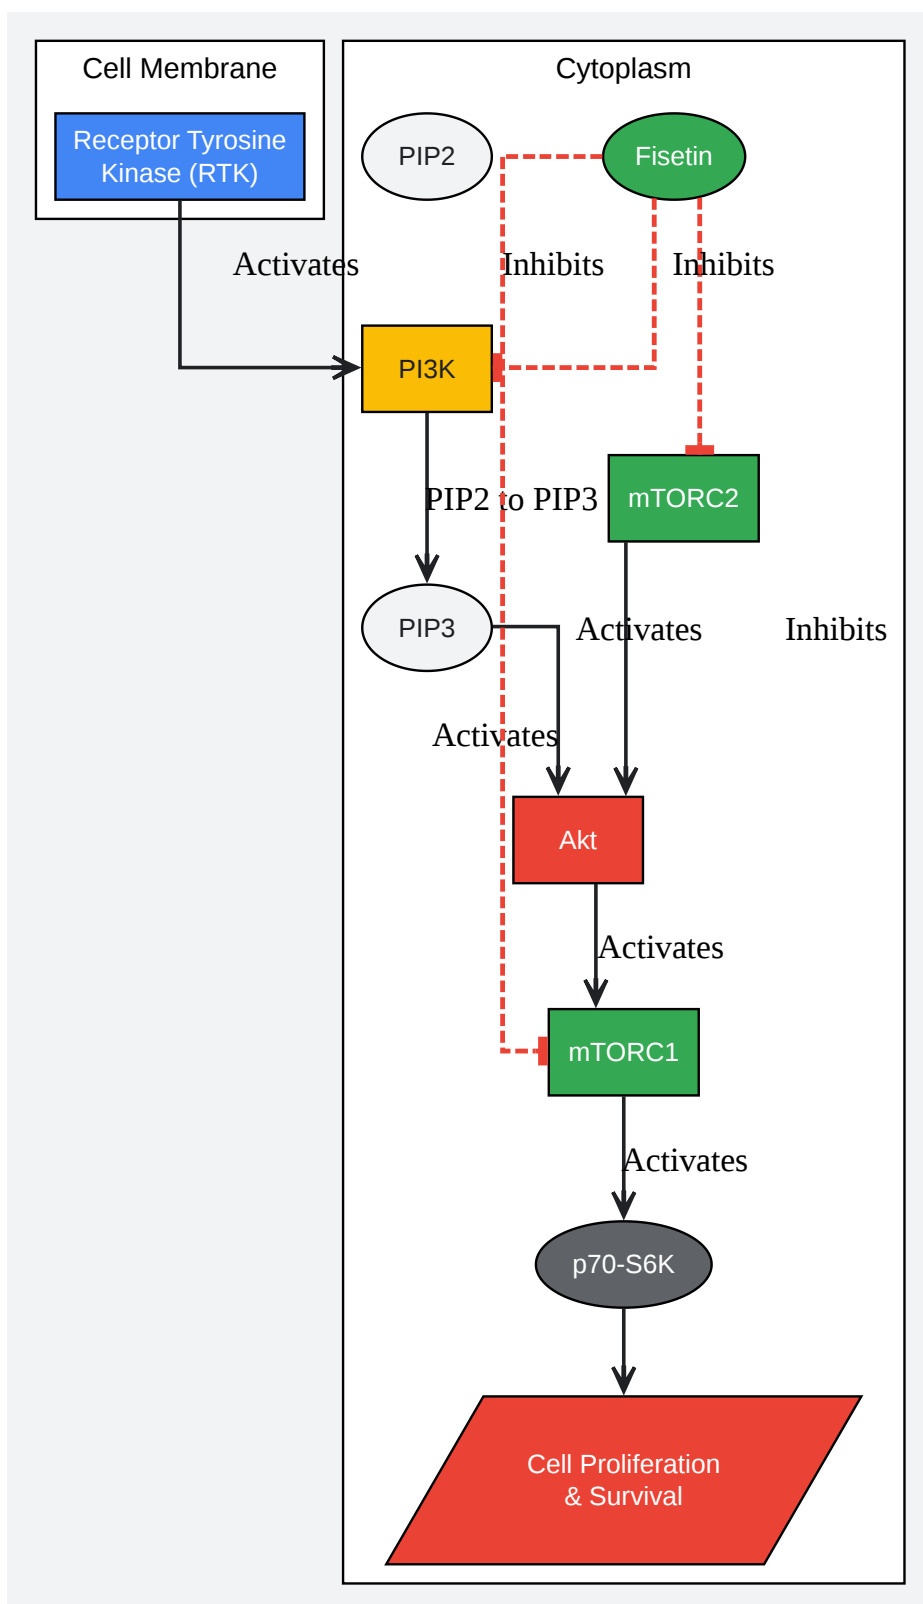 Cell Membrane
Cytoplasm
Receptor Tyrosine
Kinase (RTK)
PIP2
Fisetin
Activates
Inhibits
Inhibits
PI3K
PIP2 to PIP3
mTORC2
PIP3
Activates
Inhibits
Activates
Akt
Activates
mTORC1
Activates
p70-S6K
Cell Proliferation
& Survival